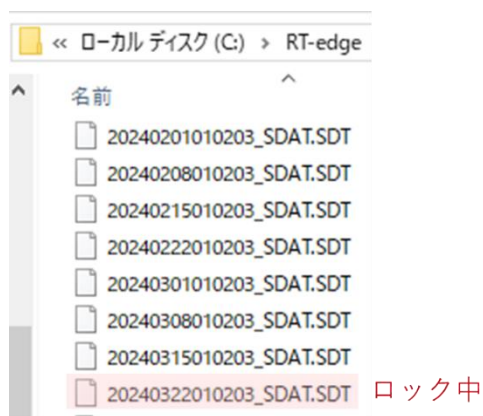 « ローカル ディスク (C:) › RT-edge
名前
20240201010203_SDAT.SDT
20240208010203_SDAT.SDT
20240215010203_SDAT.SDT
20240222010203_SDAT.SDT
20240301010203_SDAT.SDT
20240308010203_SDAT.SDT
20240315010203_SDAT.SDT
20240322010203_SDAT.SDT ロック中